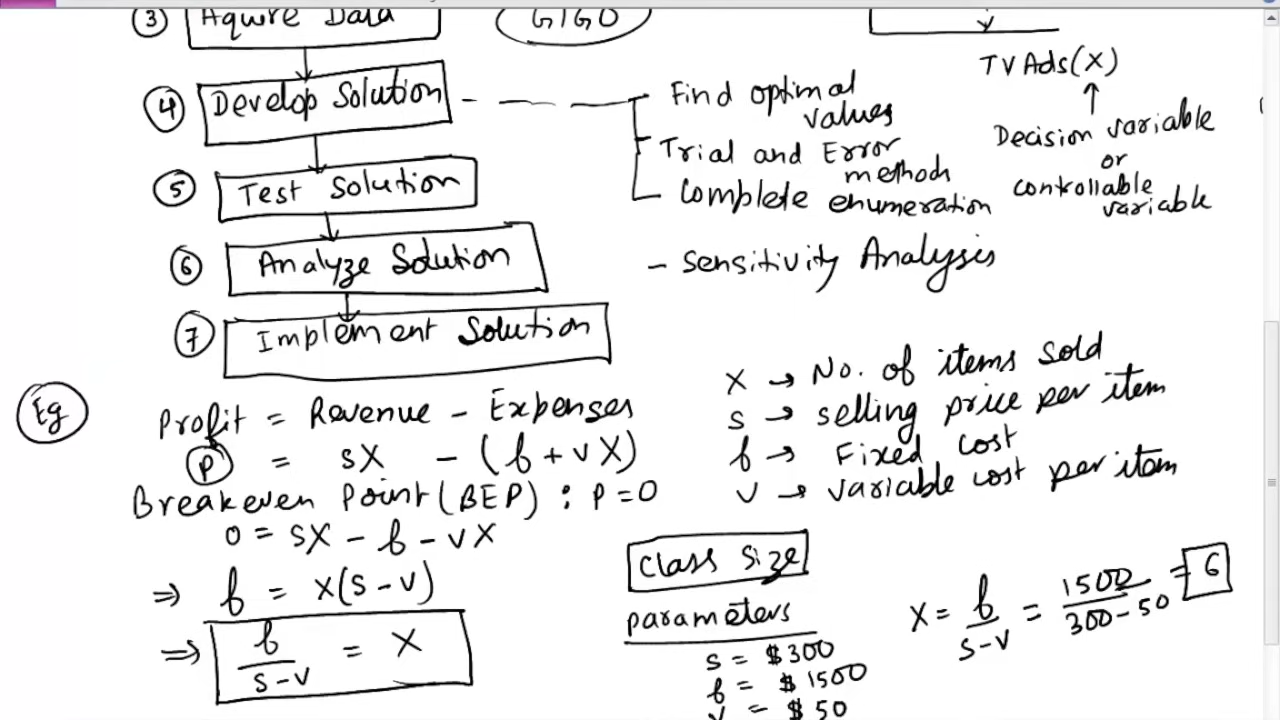 ③ Aquire Data
GIGO
④ Develop Solution
Find optimal
values
Trial and Error
methods
Complete enumeration
TV Ads (X)
↑
Decision variable
or
controllable
variable
⑤ Test Solution
⑥ Analyze Solution
- Sensitivity Analysis
⑦ Implement Solution
Eg
Profit = Revenue - Expenses
P = sX - (f + vX)
Breakeven Point (BEP) : P = 0
0 = sX - f - vX
⇒ f = X(s - v)
⇒ f/(s-v) = X
X → No. of items sold
s → selling price per item
f → Fixed cost
v → variable cost per item
Class Size
parameters
s = $300
f = $1500
v = $50
X = f/(s-v) = 1500/(300-50) = 6